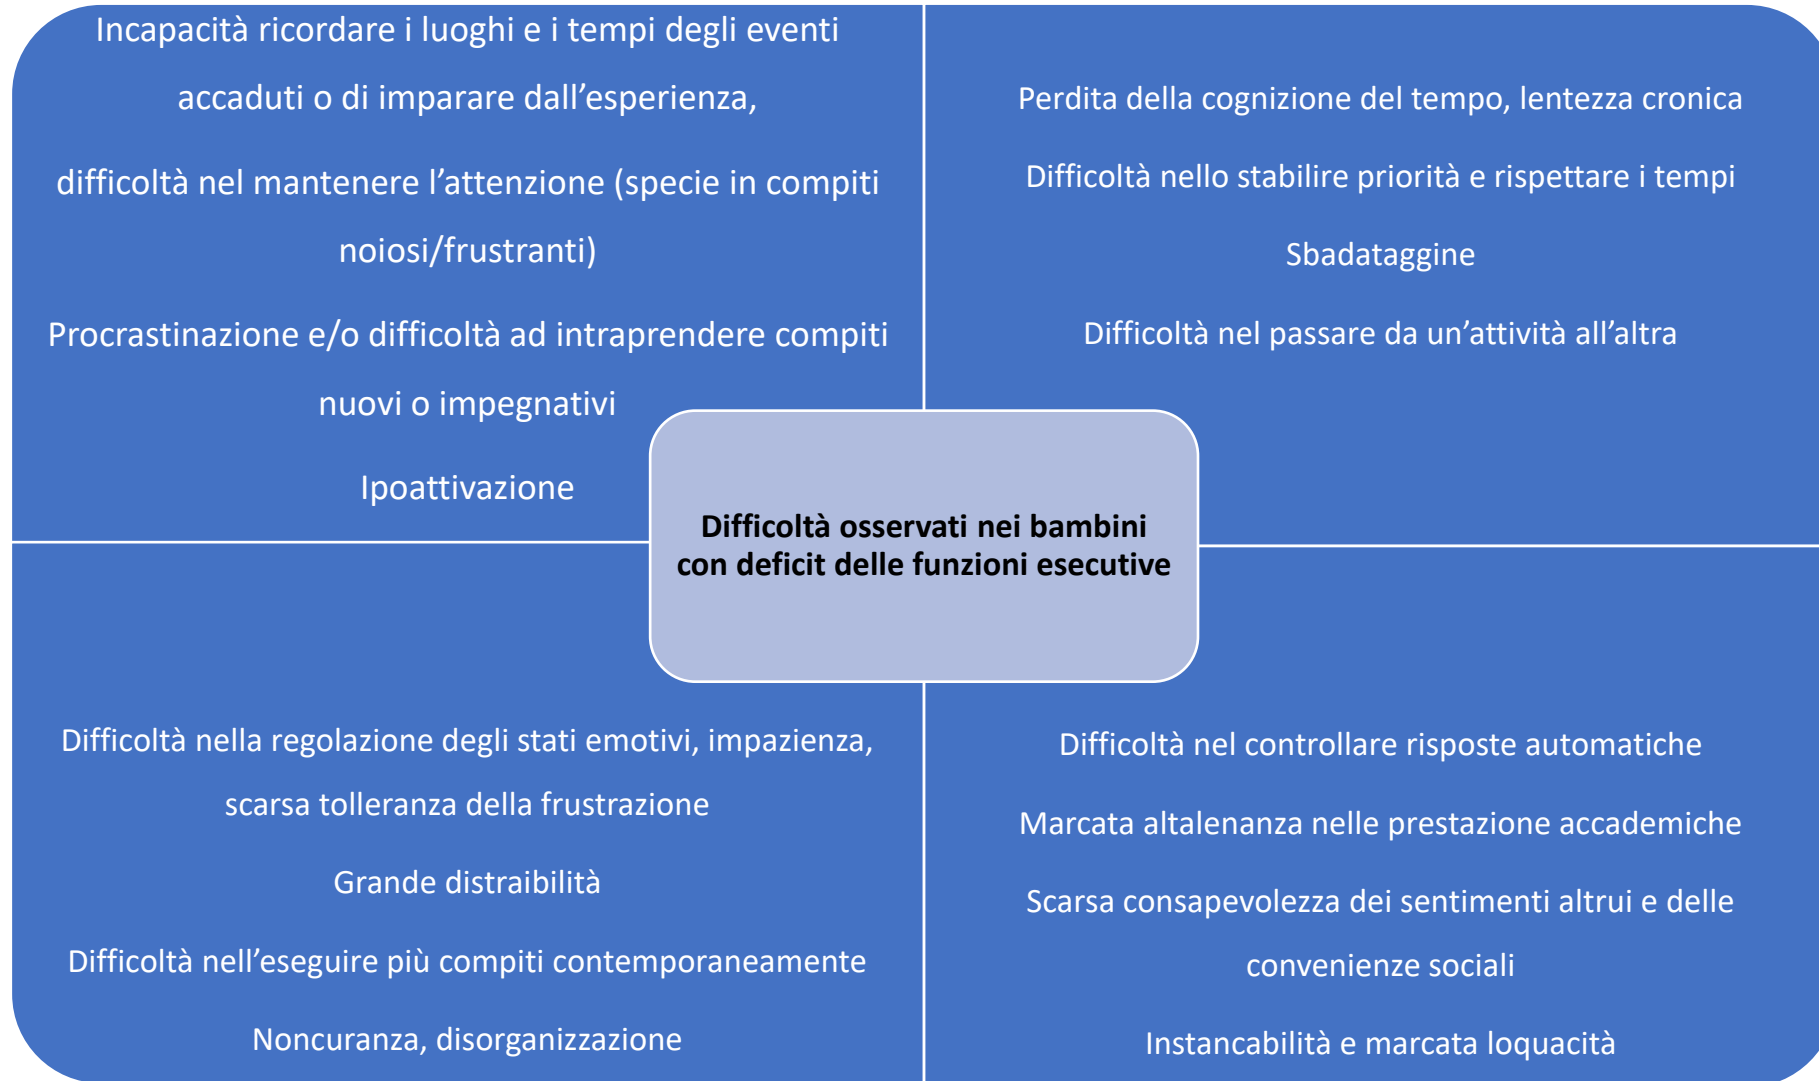 Incapacità ricordare i luoghi e i tempi degli eventi
accaduti o di imparare dall’esperienza,
difficoltà nel mantenere l’attenzione (specie in compiti
noiosi/frustranti)
Procrastinazione e/o difficoltà ad intraprendere compiti
nuovi o impegnativi
Ipoattivazione
Perdita della cognizione del tempo, lentezza cronica
Difficoltà nello stabilire priorità e rispettare i tempi
Sbadataggine
Difficoltà nel passare da un’attività all’altra
Difficoltà osservati nei bambini
con deficit delle funzioni esecutive
Difficoltà nella regolazione degli stati emotivi, impazienza,
scarsa tolleranza della frustrazione
Grande distraibilità
Difficoltà nell’eseguire più compiti contemporaneamente
Noncuranza, disorganizzazione
Difficoltà nel controllare risposte automatiche
Marcata altalenanza nelle prestazione accademiche
Scarsa consapevolezza dei sentimenti altrui e delle
convenienze sociali
Instancabilità e marcata loquacità